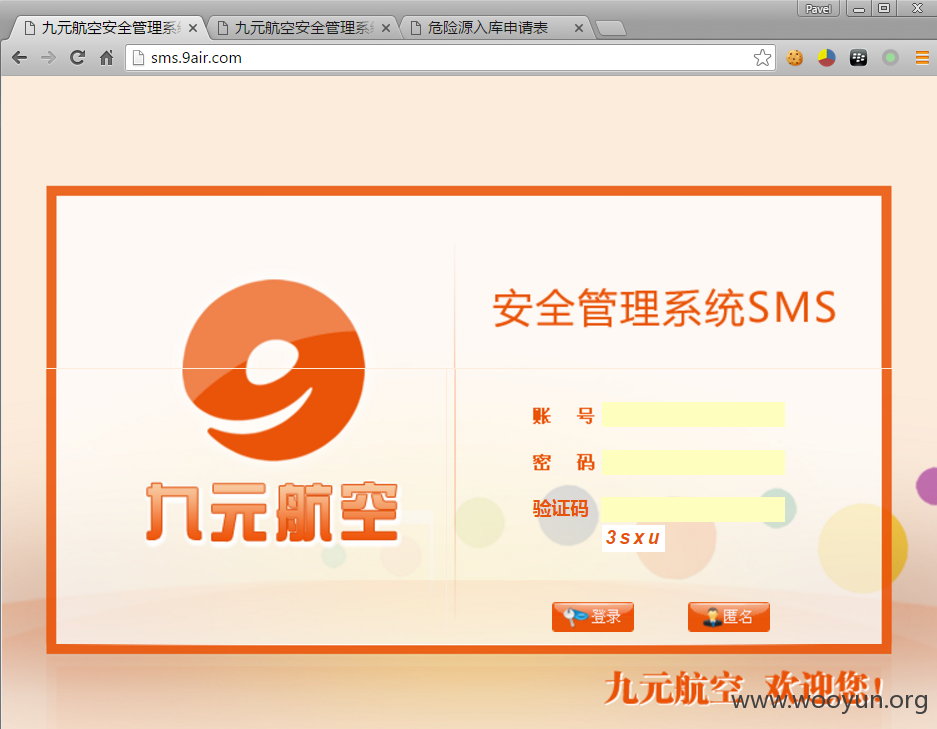 Pavel
九元航空安全管理系
九元航空安全管理系
危险源入库申请表
sms.9air.com
安全管理系统SMS
账 号
密 码
验证码
3sxu
九元航空
登录
匿名
九元航空 欢迎您!
www.wooyun.org